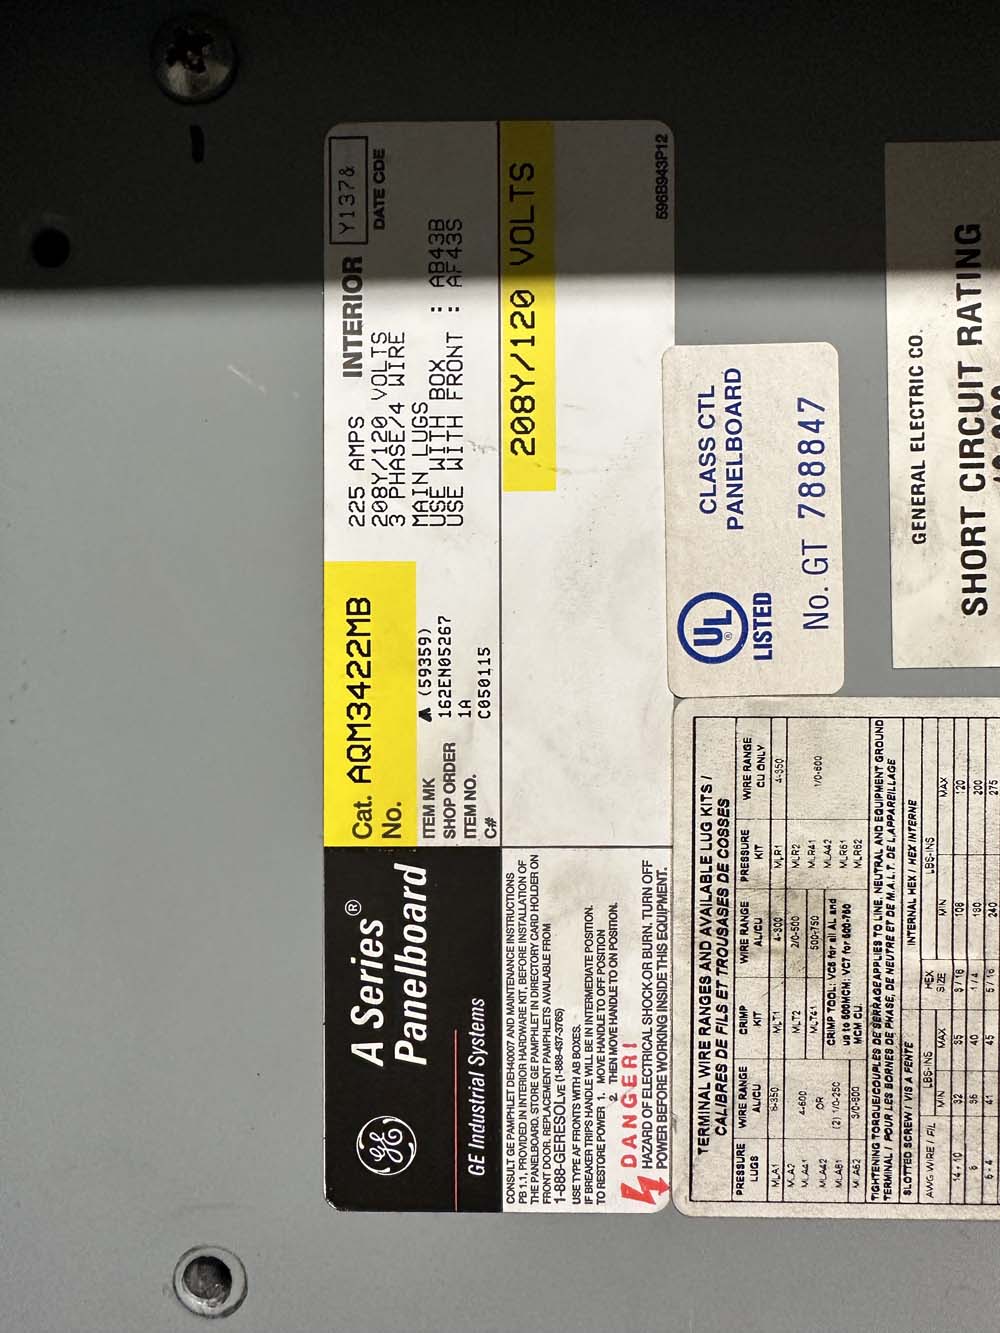 GE
A Series®
Panelboard
GE Industrial Systems
Cat. No. AQM3422MB
ITEM MK (59359)
SHOP ORDER 162EN05267
ITEM NO. 1A
C# C050115
INTERIOR
Y137&
DATE CDE
225 AMPS
208Y/120 VOLTS
3 PHASE/4 WIRE
MAIN LUGS
USE WITH BOX : AB43B
USE WITH FRONT : AF43S
CONSULT GE PAMPHLET DEH40007 AND MAINTENANCE INSTRUCTIONS
PB 1.1, PROVIDED IN INTERIOR HARDWARE KIT, BEFORE INSTALLATION OF
THE PANELBOARD. STORE GE PAMPHLET IN DIRECTORY CARD HOLDER ON
FRONT DOOR. REPLACEMENT PAMPHLETS AVAILABLE FROM
1-888-GERESOLVE (1-888-437-3765)
USE TYPE AF FRONTS WITH AB BOXES.
IF BREAKER TRIPS HANDLE WILL BE IN INTERMEDIATE POSITION.
TO RESTORE POWER 1. MOVE HANDLE TO OFF POSITION
2. THEN MOVE HANDLE TO ON POSITION.
DANGER!
HAZARD OF ELECTRICAL SHOCK OR BURN. TURN OFF
POWER BEFORE WORKING INSIDE THIS EQUIPMENT.
208Y/120 VOLTS
596B943P12
UL®
LISTED
CLASS CTL
PANELBOARD
No. GT 788847
GENERAL ELECTRIC CO.
SHORT CIRCUIT RATING
TERMINAL WIRE RANGES AND AVAILABLE LUG KITS /
CALIBRES DE FILS ET TROUSASES DE COSSES
PRESSURE LUGS WIRE RANGE AL/CU CRIMP KIT WIRE RANGE AL/CU PRESSURE KIT WIRE RANGE CU ONLY
MLA1 6-350 MLT1 4-300 MLR1 4-350
MLA2 4-600 MLT2 2/0-500 MLR2
MLA41 OR MLT41 500-750 MLR41 1/0-600
MLA42 (2) 1/0-250 CRIMP TOOL: VC6 for all AL and MLA42
MLA81 up to 500MCM; VC7 for 600-750 MLR61
MLA62 3/0-800 MCM CU. MLR62
TIGHTENING TORQUE/COUPLES DE SERRAGE APPLIES TO LINE, NEUTRAL AND EQUIPMENT GROUND
TERMINAL / POUR LES BORNES DE PHASE, DE NEUTRE ET DE M.A.L.T. DE L'APPAREILLAGE
SLOTTED SCREW / VIS A FENTE INTERNAL HEX / HEX INTERNE
AWG WIRE / FIL LBS-INS HEX SIZE LBS-INS
MIN MAX MIN MAX
14 - 10 32 35 3/16 108 120
8 36 40 1/4 180 200
6 - 4 41 45 5/16 240 275